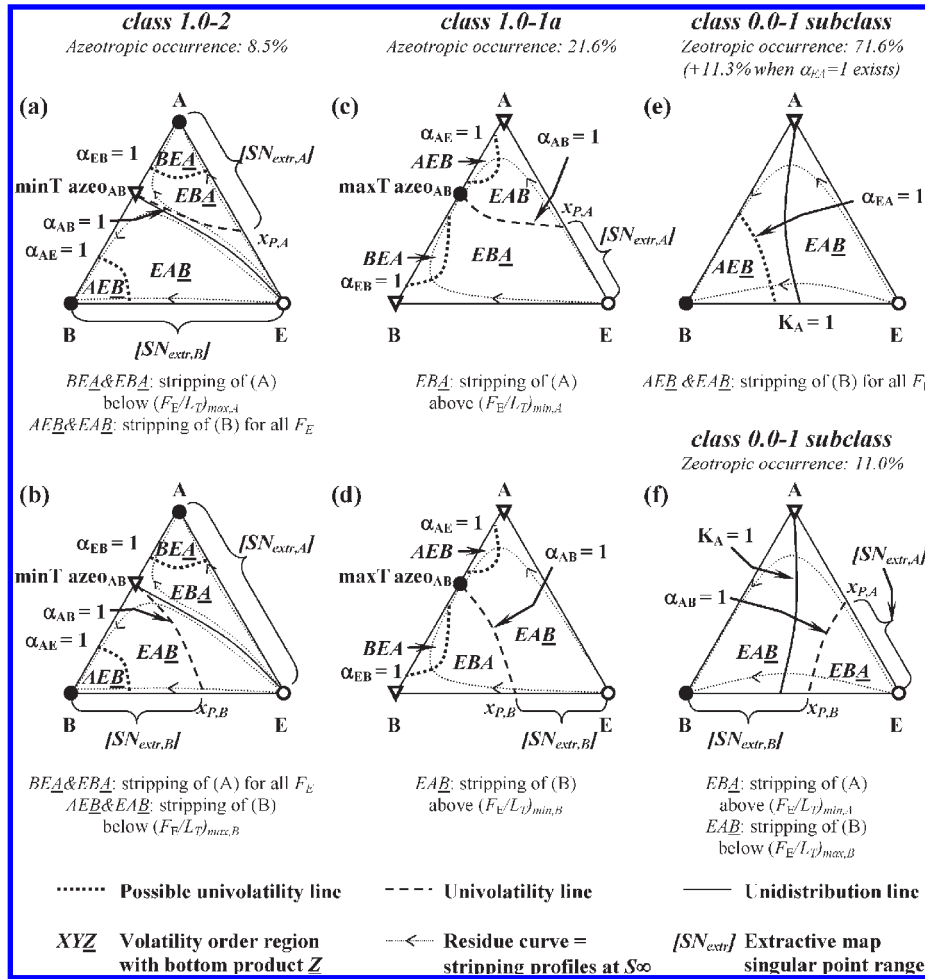 class 1.0-2
Azeotropic occurrence: 8.5%
class 1.0-1a
Azeotropic occurrence: 21.6%
class 0.0-1 subclass
Zeotropic occurrence: 71.6%
(+11.3% when αEA=1 exists)
(a)
A
αEB = 1
BEA
[SNextr,A]
EBA
minT azeoAB
αAB = 1
xP,A
αAE = 1
EAB
AEB
B
E
[SNextr,B]
BEA&EBA: stripping of (A)
below (FE/LT)max,A
AEB&EAB: stripping of (B) for all FE
(c)
A
αAE = 1
αAB = 1
AEB
EAB
maxT azeoAB
xP,A
[SNextr,A]
BEA
EBA
αEB = 1
B
E
EBA: stripping of (A)
above (FE/LT)min,A
(e)
A
αEA = 1
EAB
AEB
B
KA = 1
E
AEB &EAB: stripping of (B) for all
class 0.0-1 subclass
Zeotropic occurrence: 11.0%
(b)
A
αEB = 1
BEA
[SNextr,A]
minT azeoAB
EBA
αAB = 1
αAE = 1
EAB
AEB
B
xP,B
E
[SNextr,B]
BEA&EBA: stripping of (A) for all FE
AEB&EAB: stripping of (B)
below (FE/LT)max,B
(d)
A
αAE = 1
AEB
αAB = 1
maxT azeoAB
EAB
BEA
EBA
αEB = 1
B
xP,B
E
[SNextr,B]
EAB: stripping of (B)
above (FE/LT)min,B
(f)
A
KA = 1
[SNextr,A]
xP,A
αAB = 1
EAB
EBA
B
xP,B
E
[SNextr,B]
EBA: stripping of (A)
above (FE/LT)min,A
EAB: stripping of (B)
below (FE/LT)max,B
Possible univolatility line
Univolatility line
Unidistribution line
XYZ Volatility order region
with bottom product Z
Residue curve =
stripping profiles at S∞
[SNextr] Extractive map
singular point range